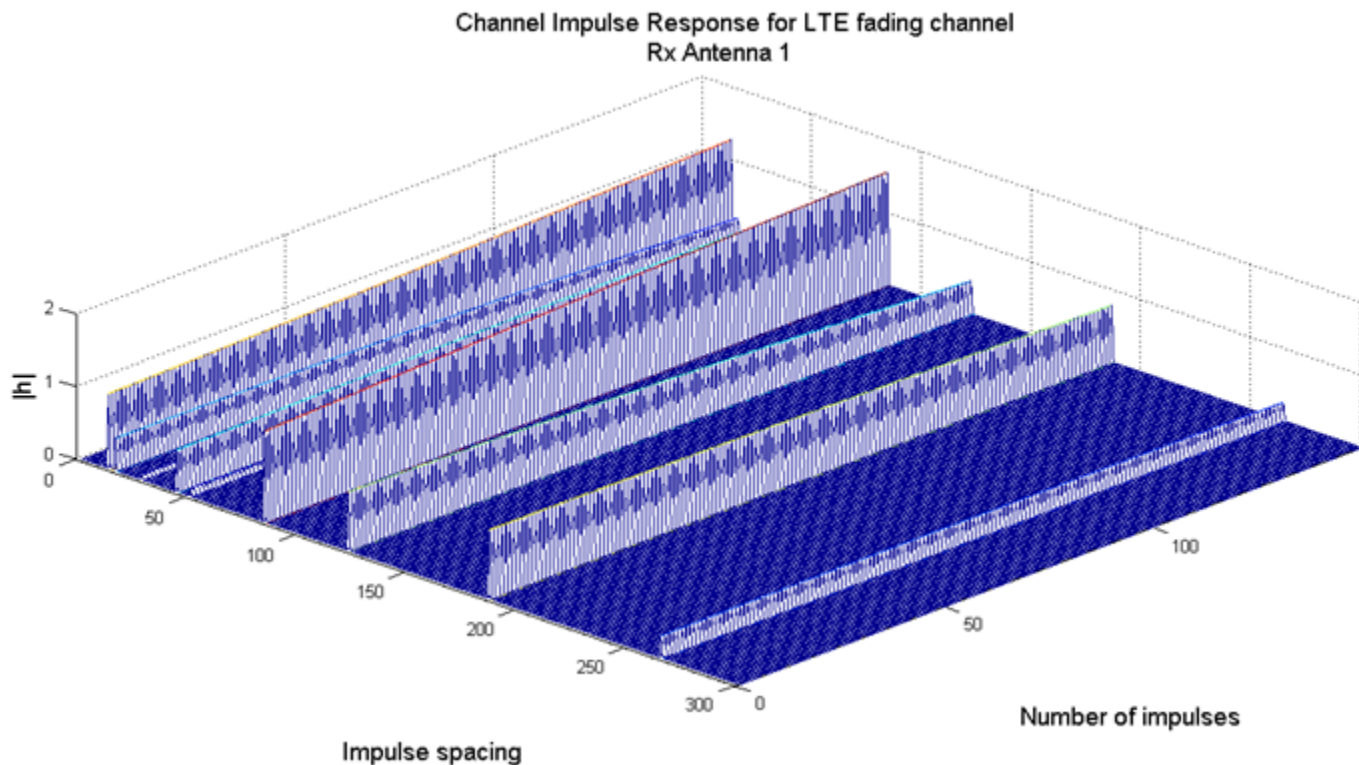 Channel Impulse Response for LTE fading channel
Rx Antenna 1
2
1
0
|h|
0
50
100
150
200
250
300
0
50
100
Impulse spacing
Number of impulses